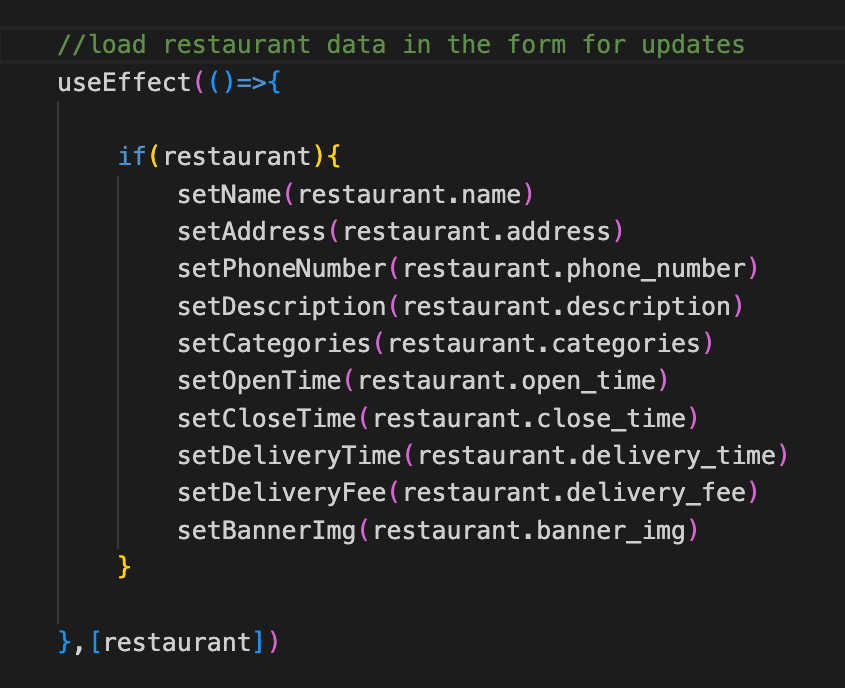 //load restaurant data in the form for updates
useEffect(()=>{
if(restaurant){
setName(restaurant.name)
setAddress(restaurant.address)
setPhoneNumber(restaurant.phone_number)
setDescription(restaurant.description)
setCategories(restaurant.categories)
setOpenTime(restaurant.open_time)
setCloseTime(restaurant.close_time)
setDeliveryTime(restaurant.delivery_time)
setDeliveryFee(restaurant.delivery_fee)
setBannerImg(restaurant.banner_img)
}
},[restaurant])